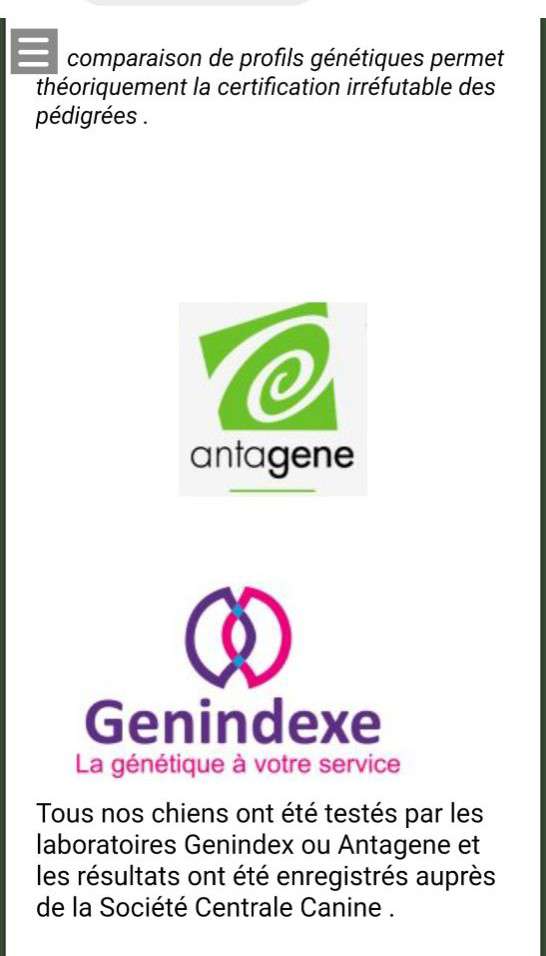 comparaison de profils génétiques permet
théoriquement la certification irréfutable des
pédigrées .
antagene
Genindexe
La génétique à votre service
Tous nos chiens ont été testés par les
laboratoires Genindex ou Antagene et
les résultats ont été enregistrés auprès
de la Société Centrale Canine .